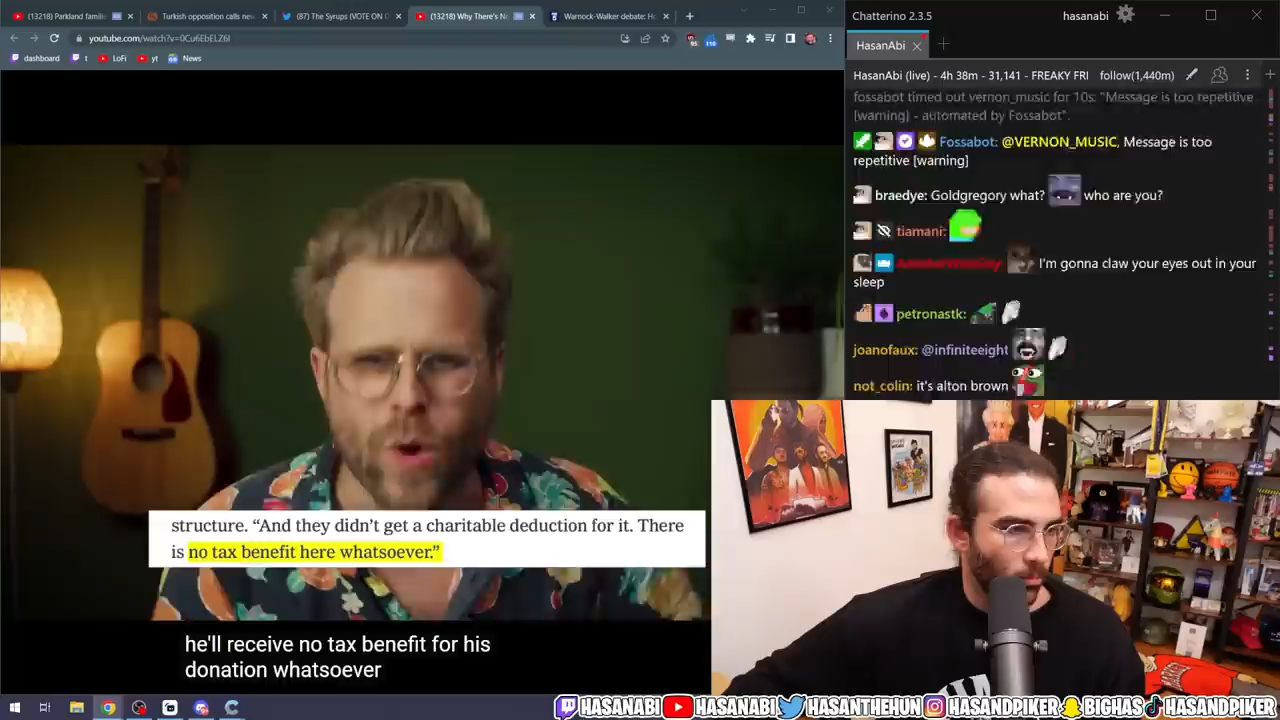 (13218) Parkland famili
Turkish opposition calls new
(87) The Syrups (VOTE ON
(13218) Why There's N
Warnock-Walker debate: H
youtube.com/watch?v=0Cu6EbELZ6I
dashboard
t
LoFi
yt
News
structure. “And they didn’t get a charitable deduction for it. There
is no tax benefit here whatsoever.”
he'll receive no tax benefit for his
donation whatsoever
Chatterino 2.3.5
hasanabi
HasanAbi
HasanAbi (live) - 4h 38m - 31,141 - FREAKY FRI
follow(1,440m)
fossabot timed out vernon_music for 10s: "Message is too repetitive
[warning] - automated by Fossabot".
Fossabot: @VERNON_MUSIC, Message is too
repetitive [warning]
braedye: Goldgregory what? who are you?
tiamani:
I'm gonna claw your eyes out in your
sleep
petronastk:
joanofaux: @infiniteeight
not_colin: it's alton brown
HASANABI HASANABI HASANTHEHUN HASANDPIKER BIGHAS HASANDPIKER